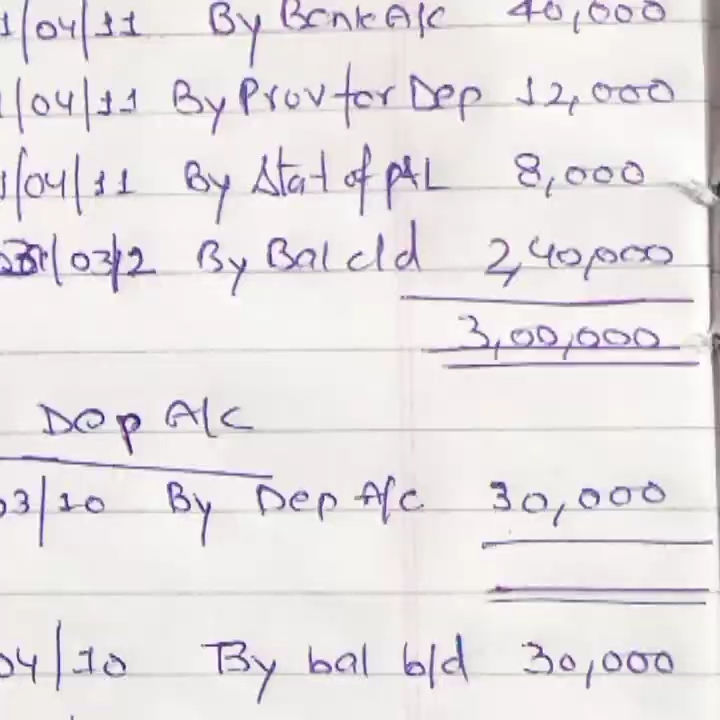 1/04/11 By Bank A/c 40,000
1/04/11 By Prov for Dep 12,000
1/04/11 By Stat of P&L 8,000
31/03/2 By Bal c/d 2,40,000
3,00,000
Dep A/c
03/10 By Dep A/c 30,000
04/10 By bal b/d 30,000